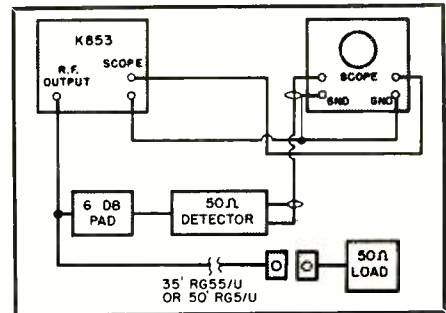 K853
SCOPE
R.F.
OUTPUT
SCOPE
GND
GND
6 DB
PAD
50Ω
DETECTOR
35' RG55/U
OR 50' RG5/U
50Ω
LOAD